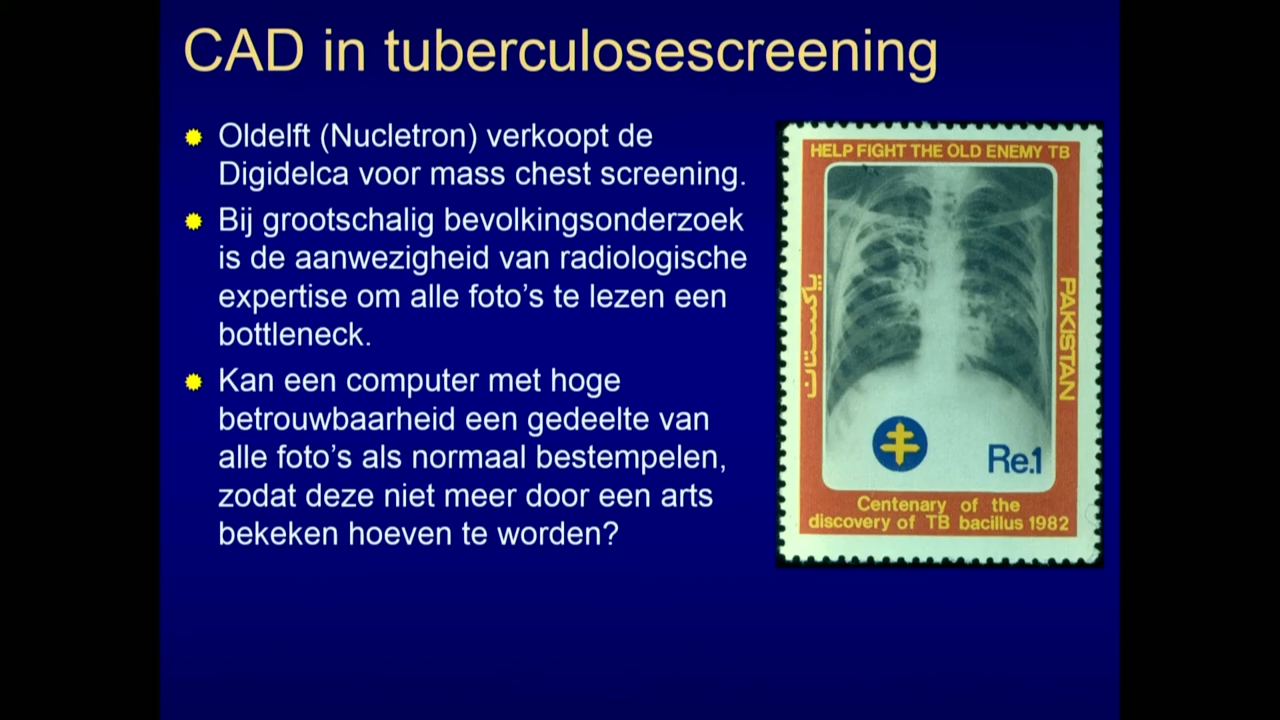 CAD in tuberculosescreening
Oldelft (Nucletron) verkoopt de
Digidelca voor mass chest screening.
Bij grootschalig bevolkingsonderzoek
is de aanwezigheid van radiologische
expertise om alle foto's te lezen een
bottleneck.
Kan een computer met hoge
betrouwbaarheid een gedeelte van
alle foto's als normaal bestempelen,
zodat deze niet meer door een arts
bekeken hoeven te worden?
HELP FIGHT THE OLD ENEMY TB
پاکستان
PAKISTAN
Re.1
Centenary of the
discovery of TB bacillus 1982